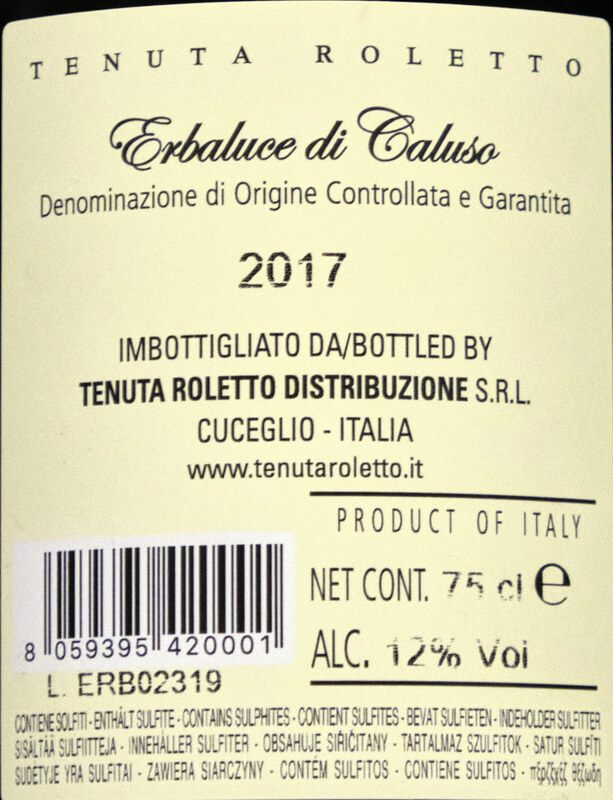 TENUTA ROLETTO
Erbaluce di Caluso
Denominazione di Origine Controllata e Garantita
2017
IMBOTTIGLIATO DA/BOTTLED BY
TENUTA ROLETTO DISTRIBUZIONE S.R.L.
CUCEGLIO - ITALIA
www.tenutaroletto.it
PRODUCT OF ITALY
NET CONT. 75 cl e
ALC. 12% Vol
8 059395 420001
L. ERB02319
CONTIENE SOLFITI - ENTHÄLT SULFITE - CONTAINS SULPHITES - CONTIENT SULFITES - BEVAT SULFIETEN - INDEHOLDER SULFITTER
SISÄLTÄÄ SULFIITTEJA - INNEHÅLLER SULFITER - OBSAHUJE SIŘIČITANY - TARTALMAZ SZULFITOK - SATUR SULFĪTI
SUDĖTYJE YRA SULFITAI - ZAWIERA SIARCZYNY - CONTÉM SULFITOS - CONTIENE SULFITOS -